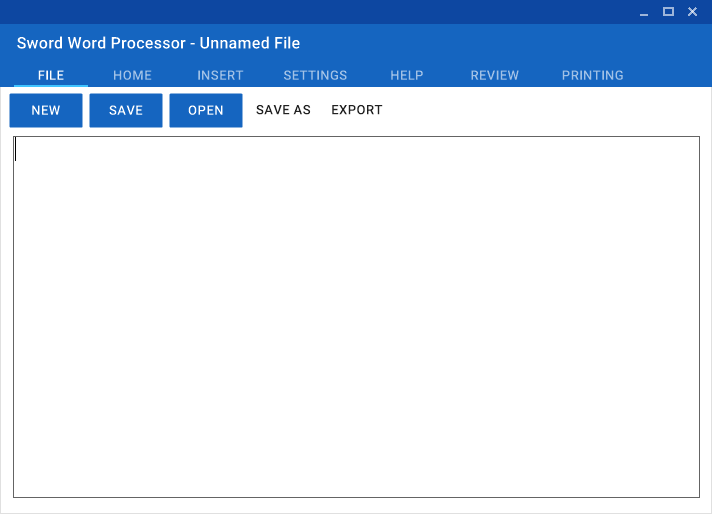 Sword Word Processor - Unnamed File
FILE HOME INSERT SETTINGS HELP REVIEW PRINTING
NEW SAVE OPEN SAVE AS EXPORT